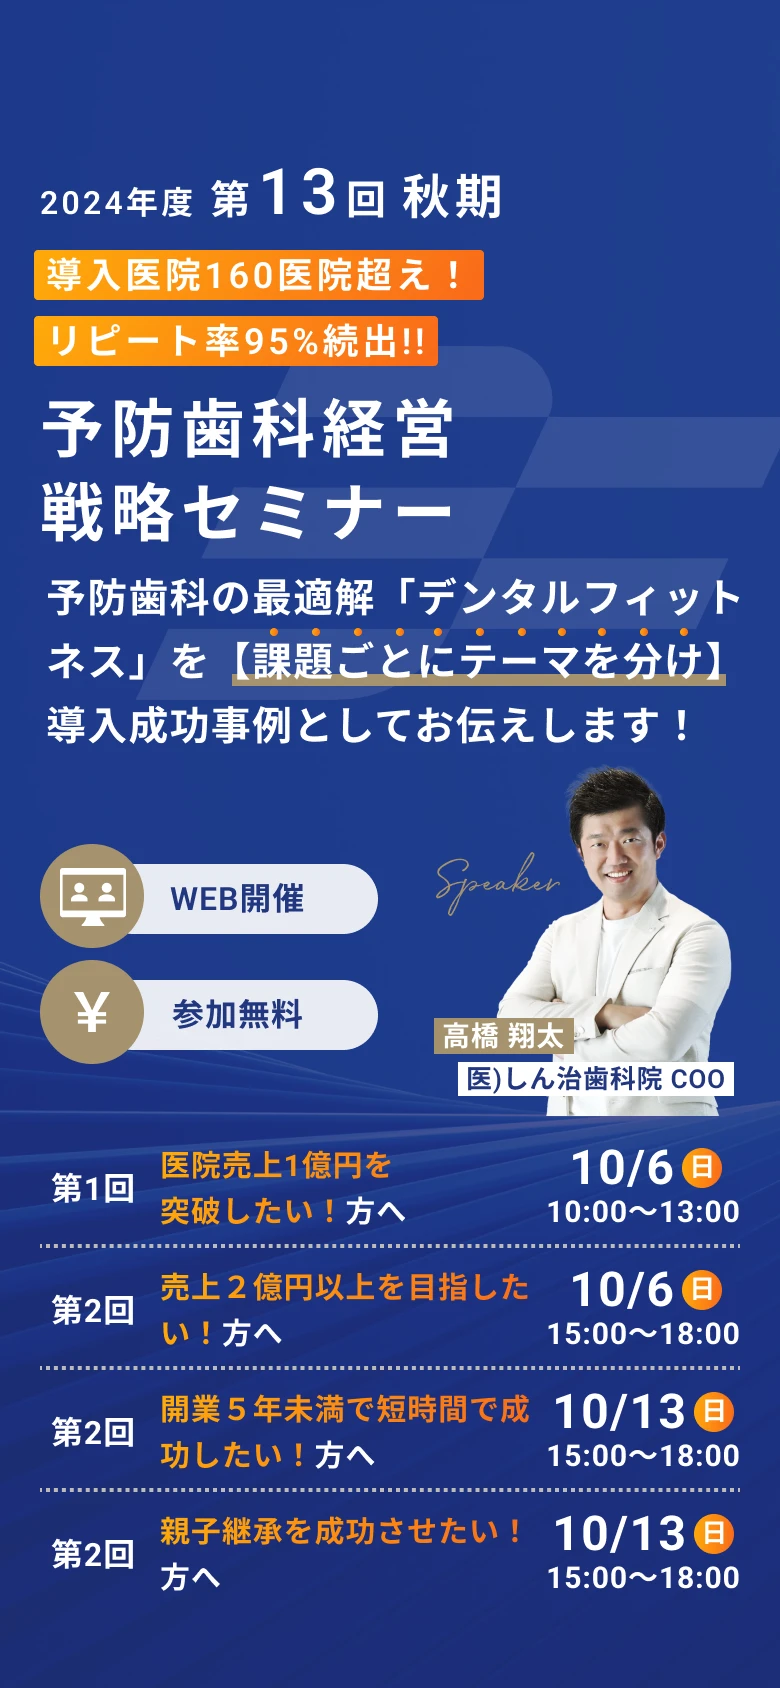 2024年度 第13回 秋期
導入医院160医院超え！
リピート率95%続出!!
予防歯科経営
戦略セミナー
予防歯科の最適解「デンタルフィット
ネス」を【課題ごとにテーマを分け】
導入成功事例としてお伝えします！
WEB開催
¥ 参加無料
Speaker
高橋 翔太
医)しん治歯科院 COO
第1回
医院売上1億円を
突破したい！方へ
10/6 日
10:00〜13:00
第2回
売上２億円以上を目指した
い！方へ
10/6 日
15:00〜18:00
第2回
開業５年未満で短時間で成
功したい！方へ
10/13 日
15:00〜18:00
第2回
親子継承を成功させたい！
方へ
10/13 日
15:00〜18:00